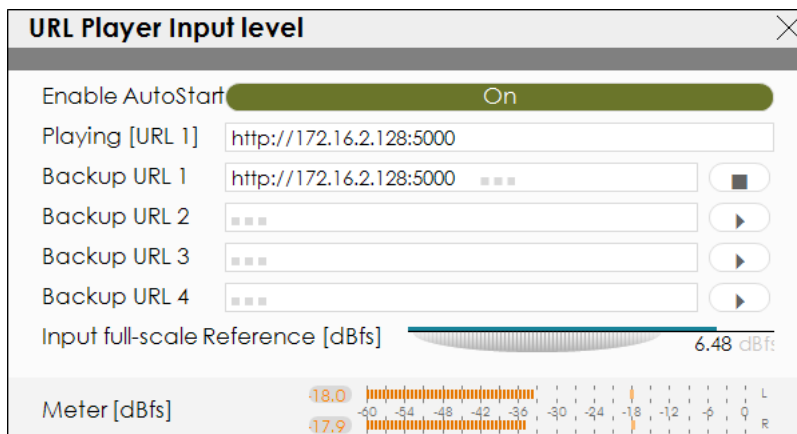 URL Player Input level
Enable AutoStart On
Playing [URL 1] http://172.16.2.128:5000
Backup URL 1 http://172.16.2.128:5000
Backup URL 2
Backup URL 3
Backup URL 4
Input full-scale Reference [dBfs] 6.48 dBfs
-18.0 L
Meter [dBfs] -60 -54 -48 -42 -36 -30 -24 -18 -12 -6 0
-17.9 R